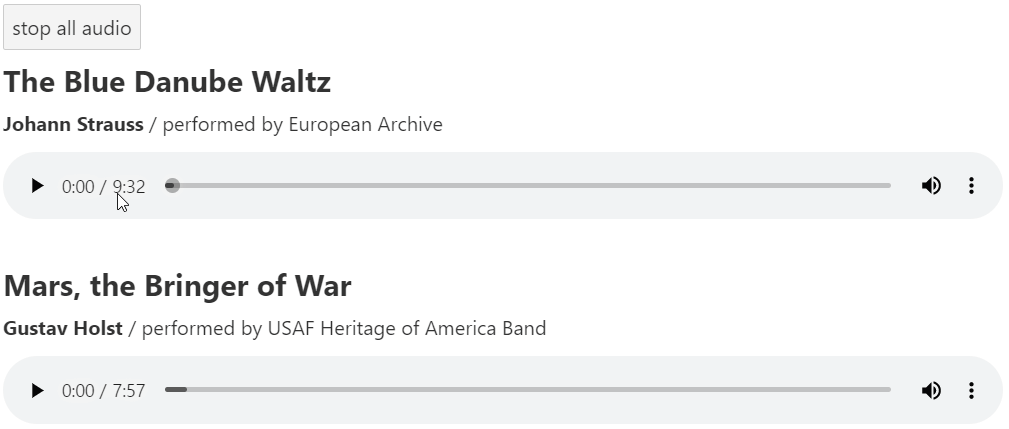 stop all audio
The Blue Danube Waltz
Johann Strauss / performed by European Archive
0:00 / 9:32
Mars, the Bringer of War
Gustav Holst / performed by USAF Heritage of America Band
0:00 / 7:57